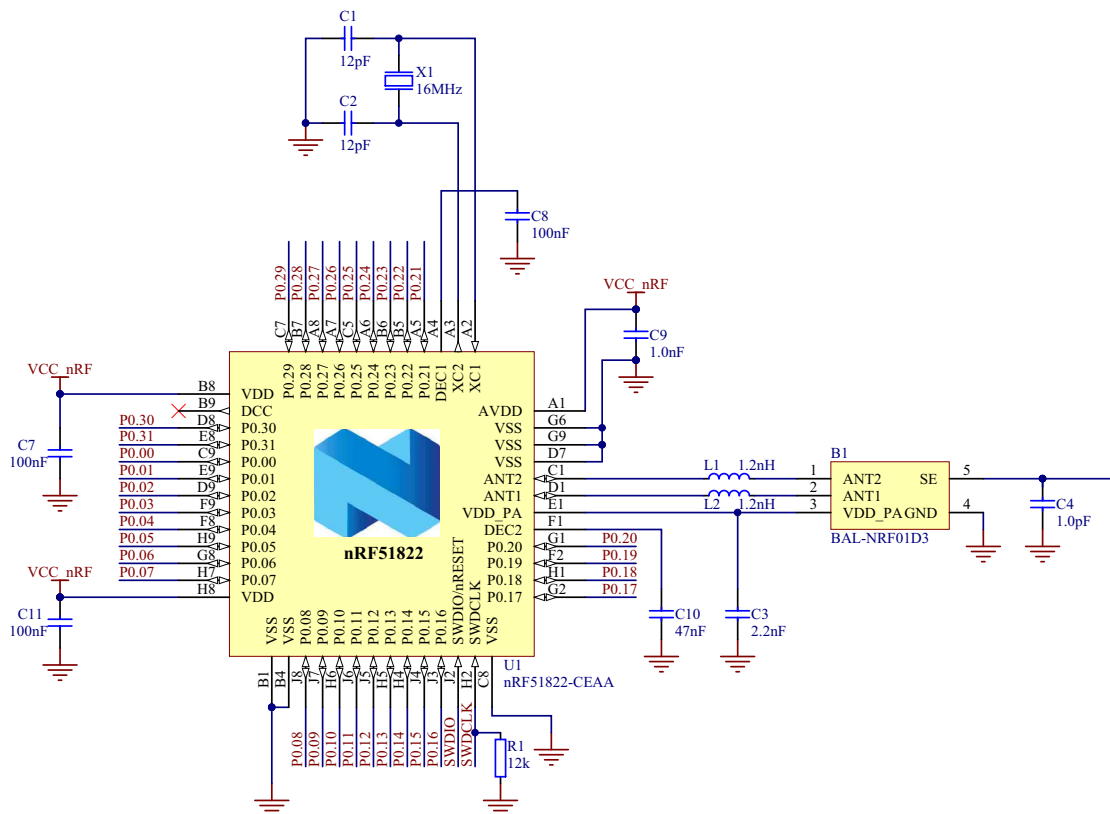 C1
12pF
X1
16MHz
C2
12pF
C8
100nF
P0.29
P0.28
P0.27
P0.26
P0.25
P0.24
P0.23
P0.22
P0.21
C7
B7
A8
A7
C5
A6
B6
B5
A5
A4
A3
A2
P0.29
P0.28
P0.27
P0.26
P0.25
P0.24
P0.23
P0.22
P0.21
DEC1
XC2
XC1
VCC_nRF
C9
1.0nF
VCC_nRF
C7
100nF
B8 VDD
B9 DCC
P0.30 D8 P0.30
P0.31 E8 P0.31
P0.00 C9 P0.00
P0.01 E9 P0.01
P0.02 D9 P0.02
P0.03 F9 P0.03
P0.04 F8 P0.04
P0.05 H9 P0.05
P0.06 G8 P0.06
P0.07 H7 P0.07
VCC_nRF
H8 VDD
C11
100nF
nRF51822
AVDD A1
VSS G6
VSS G9
VSS D7
ANT2 C1
ANT1 D1
VDD_PA E1
DEC2 F1
P0.20 G1 P0.20
P0.19 F2 P0.19
P0.18 H1 P0.18
P0.17 G2 P0.17
L1 1.2nH
L2 1.2nH
B1
1 ANT2 SE 5
2 ANT1
3 VDD_PA GND 4
BAL-NRF01D3
C4
1.0pF
C10
47nF
C3
2.2nF
VSS
VSS
P0.08
P0.09
P0.10
P0.11
P0.12
P0.13
P0.14
P0.15
P0.16
SWDIO/nRESET
SWDCLK
VSS
U1
nRF51822-CEAA
B1
B4
J8
J7
H6
J6
J5
H5
H4
J4
J3
J2
H2
C8
P0.08
P0.09
P0.10
P0.11
P0.12
P0.13
P0.14
P0.15
P0.16
SWDIO
SWDCLK
R1
12k